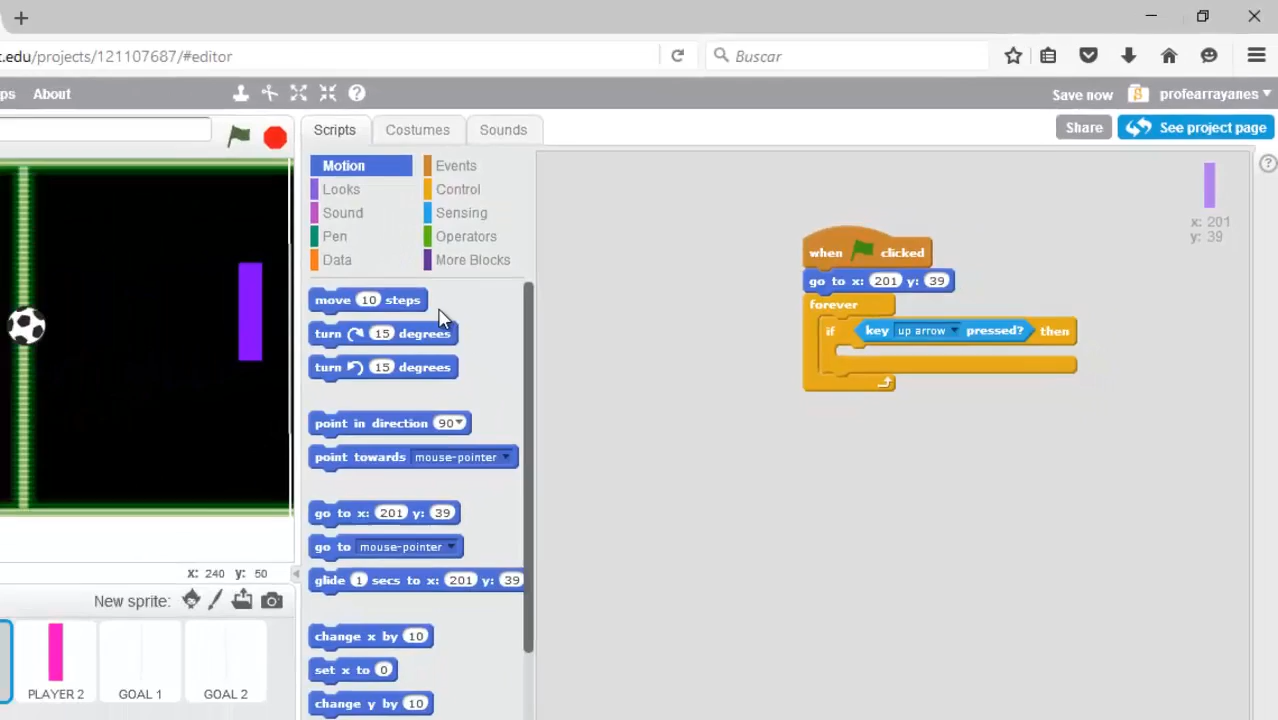 t.edu/projects/121107687/#editor
Buscar
ps About
Save now
profearrayanes
Scripts Costumes Sounds
Share
See project page
Motion
Events
Looks
Control
Sound
Sensing
Pen
Operators
Data
More Blocks
move 10 steps
turn 15 degrees
turn 15 degrees
point in direction 90
point towards mouse-pointer
go to x: 201 y: 39
go to mouse-pointer
glide 1 secs to x: 201 y: 39
change x by 10
set x to 0
change y by 10
when clicked
go to x: 201 y: 39
forever
if key up arrow pressed? then
x: 201
y: 39
x: 240 y: 50
New sprite:
PLAYER 2
GOAL 1
GOAL 2